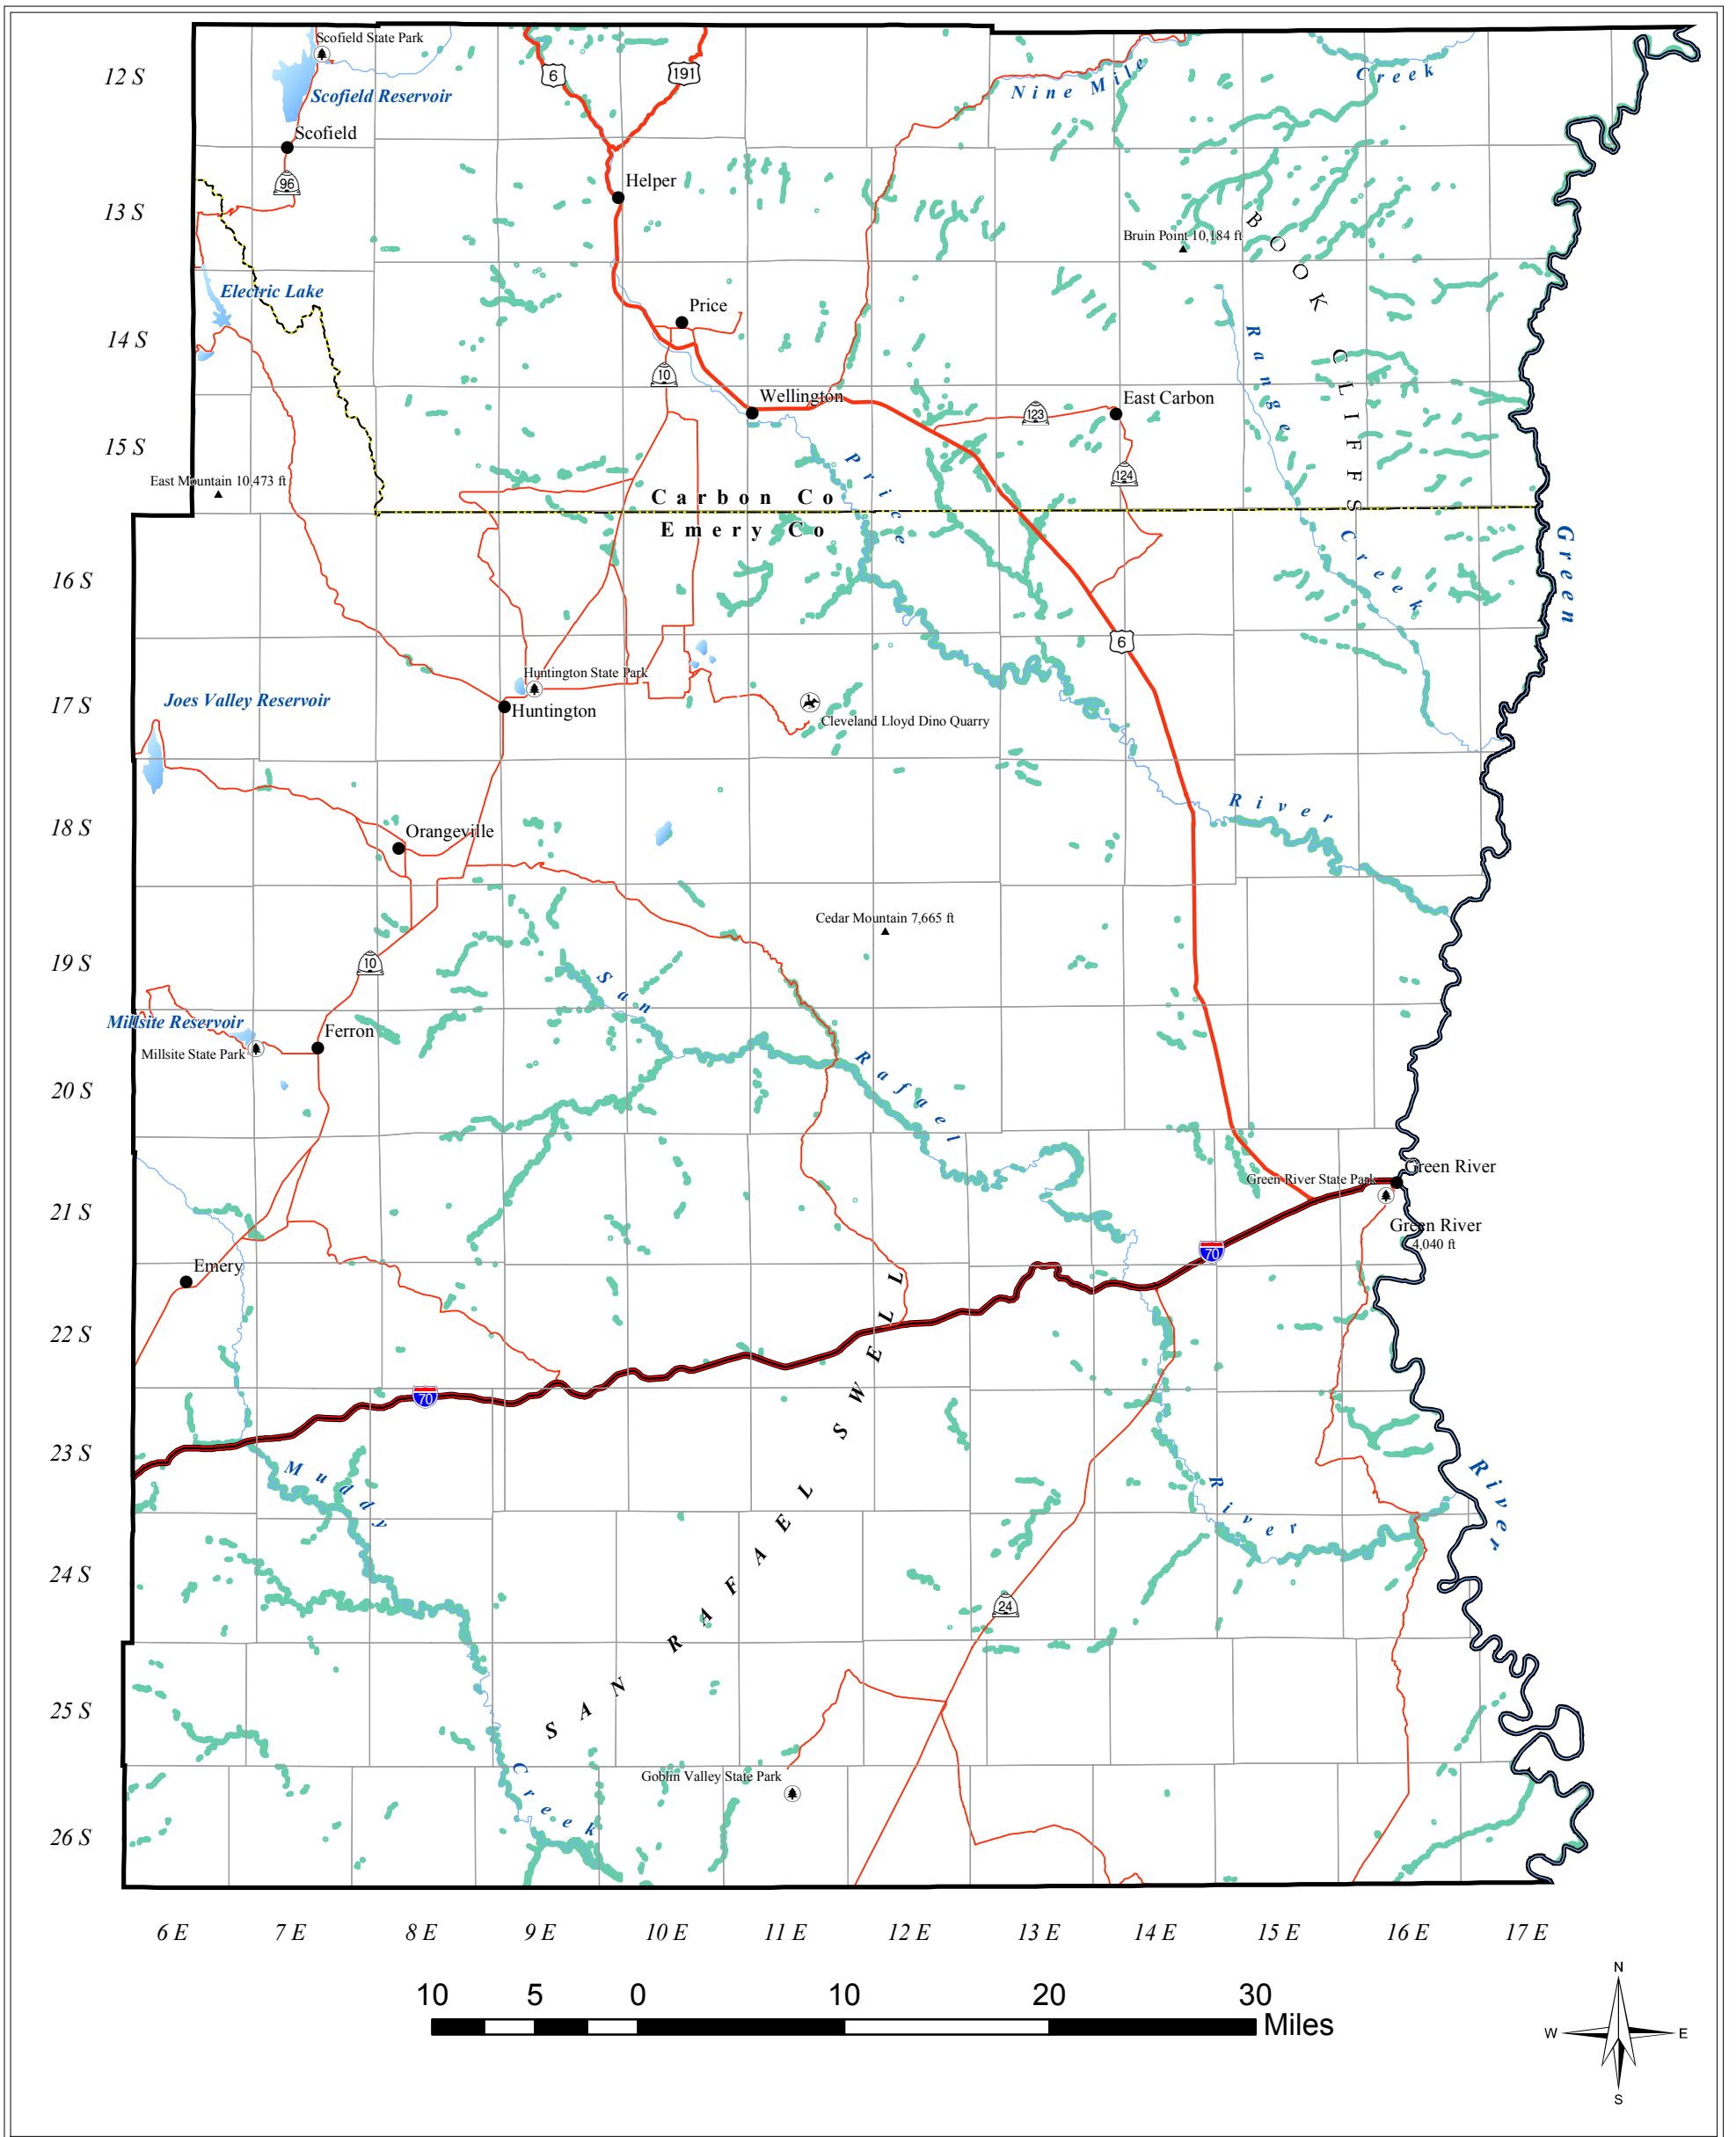 Scofield State Park
12 S
6
191
Nine Mile
Creek
Scofield Reservoir
Scofield
96
Helper
13 S
BOOK
Bruin Point 10,184 ft
Electric Lake
Price
14 S
Range
CLIFFS
10
Wellington
123
East Carbon
15 S
Price
124
East Mountain 10,473 ft
Carbon Co
Emery Co
Creek
Green
16 S
6
Huntington State Park
Joes Valley Reservoir
17 S
Huntington
Cleveland Lloyd Dino Quarry
River
18 S
Orangeville
Cedar Mountain 7,665 ft
19 S
10
San
Millsite Reservoir
Ferron
Millsite State Park
Rafael
20 S
Green River
Green River State Park
21 S
Green River
4,040 ft
70
Emery
22 S
SAN RAFAEL SWELL
70
23 S
Muddy
River
River
24 S
24
25 S
Creek
Goblin Valley State Park
26 S
6 E 7 E 8 E 9 E 10 E 11 E 12 E 13 E 14 E 15 E 16 E 17 E
10 5 0 10 20 30
Miles
N
W E
S